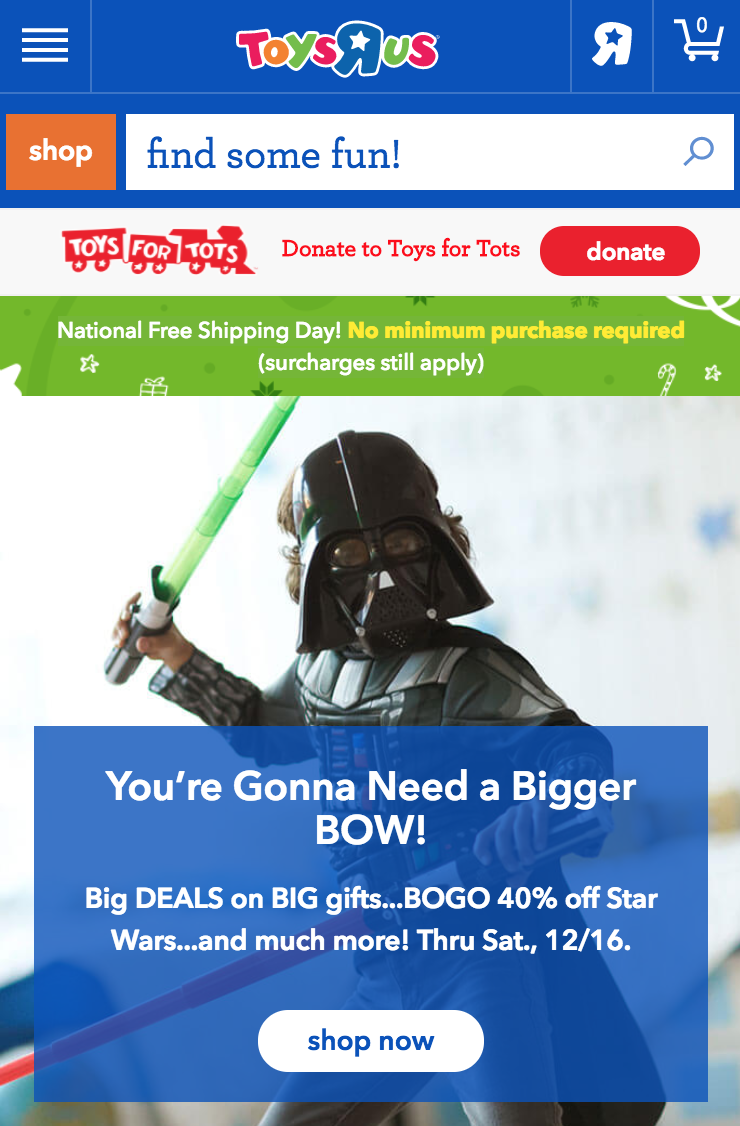 TOYS R US
R
0
shop
find some fun!
TOYS FOR TOTS
Donate to Toys for Tots
donate
National Free Shipping Day! No minimum purchase required
(surcharges still apply)
You're Gonna Need a Bigger
BOW!
Big DEALS on BIG gifts...BOGO 40% off Star
Wars...and much more! Thru Sat., 12/16.
shop now